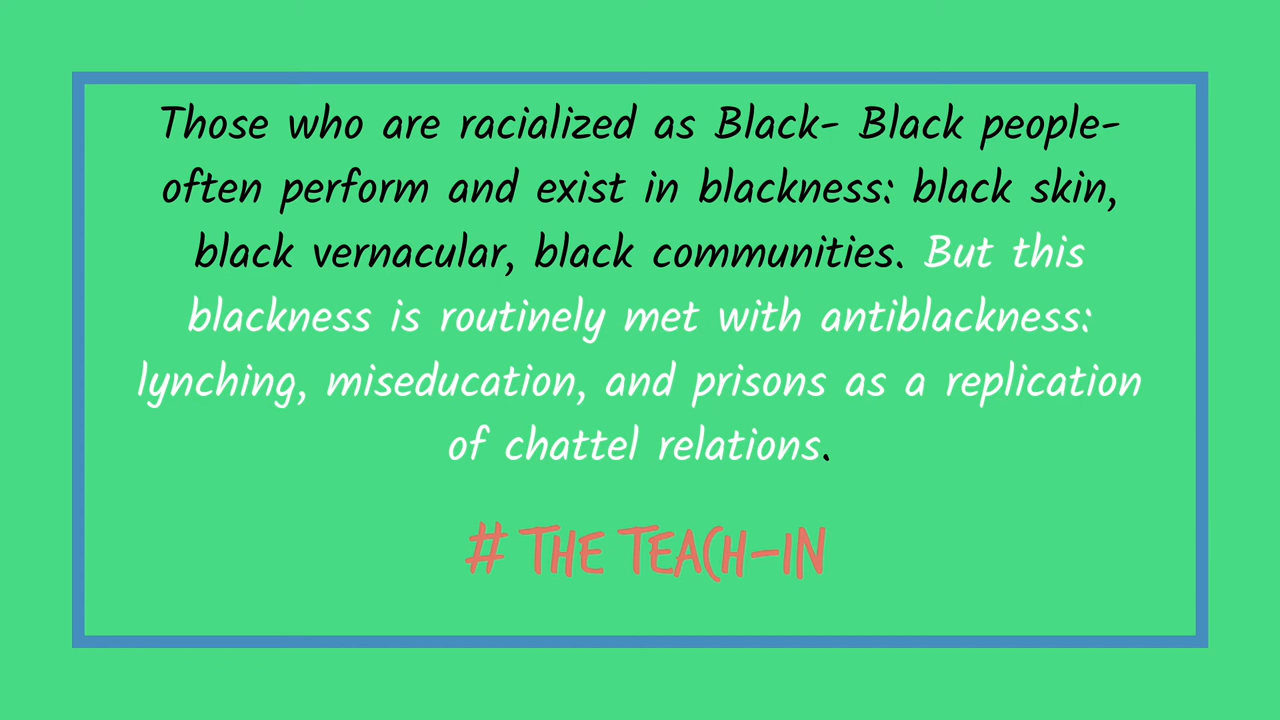 Those who are racialized as Black- Black people-
often perform and exist in blackness: black skin,
black vernacular, black communities. But this
blackness is routinely met with antiblackness:
lynching, miseducation, and prisons as a replication
of chattel relations.
# THE TEACH-IN